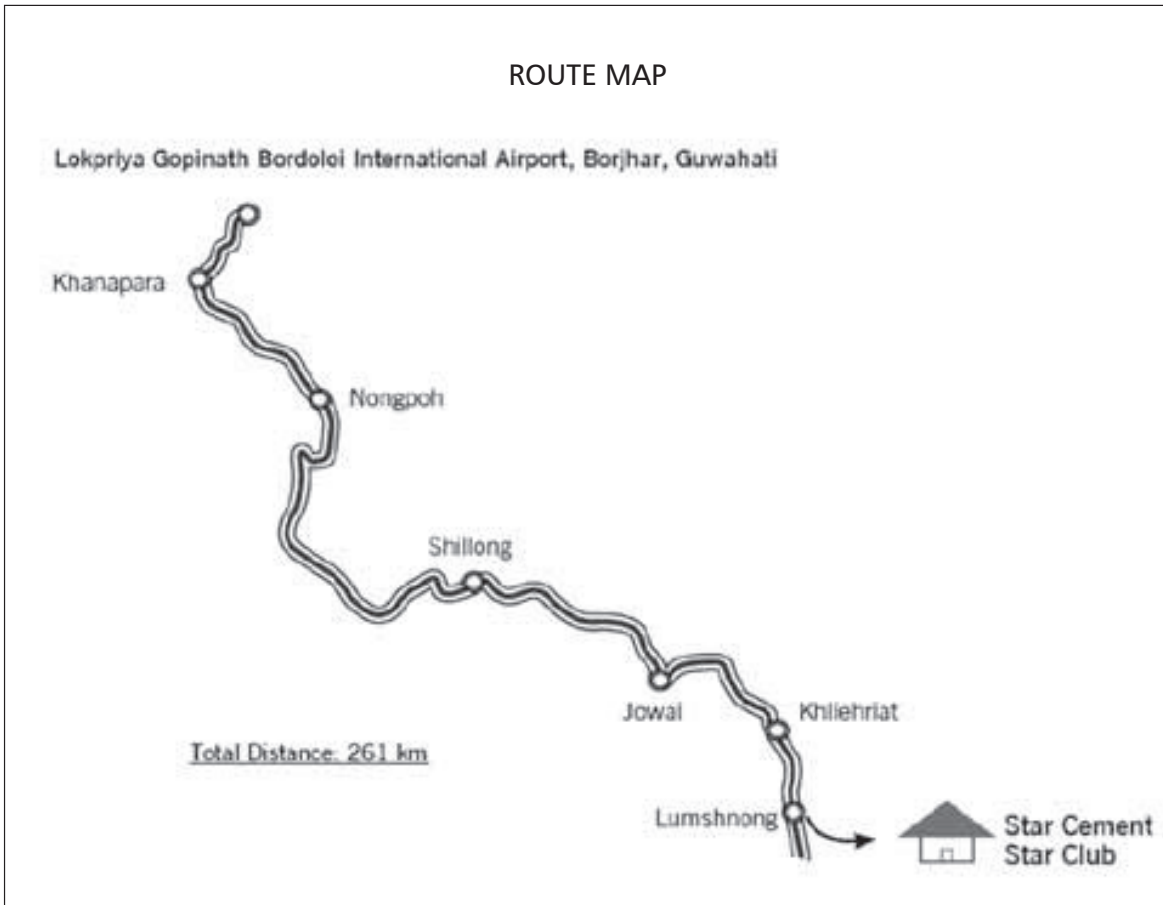 ROUTE MAP
Lokpriya Gopinath Bordoloi International Airport, Borjhar, Guwahati
Khanapara
Nongpoh
Shillong
Jowai
Khliehriat
Total Distance: 261 km
Lumshnong
Star Cement
Star Club